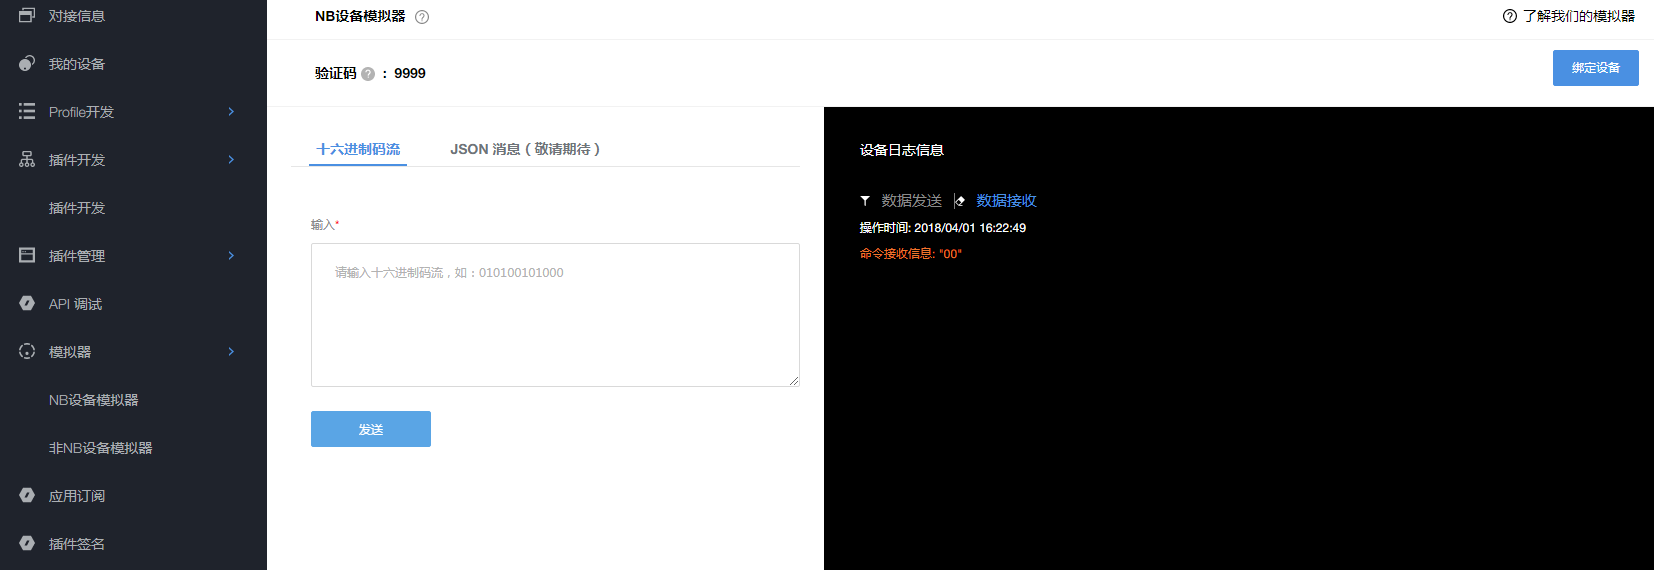 对接信息
我的设备
Profile开发
插件开发
插件开发
插件管理
API 调试
模拟器
NB设备模拟器
非NB设备模拟器
应用订阅
插件签名
NB设备模拟器
了解我们的模拟器
验证码 : 9999
绑定设备
十六进制码流 JSON 消息 ( 敬请期待 )
输入*
请输入十六进制码流，如：010100101000
发送
设备日志信息
数据发送 数据接收
操作时间: 2018/04/01 16:22:49
命令接收信息: "00"